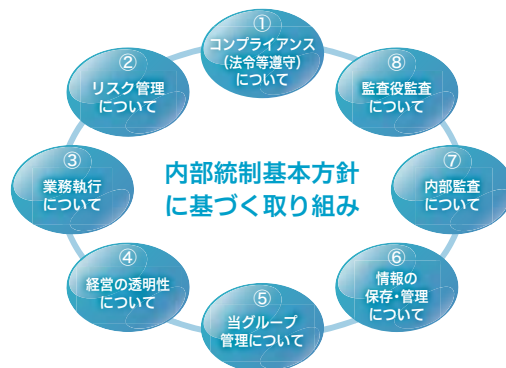 ①
コンプライアンス
(法令等遵守)
について
②
リスク管理
について
③
業務執行
について
④
経営の透明性
について
⑤
当グループ
管理について
⑥
情報の
保存・管理
について
⑦
内部監査
について
⑧
監査役監査
について
内部統制基本方針
に基づく取り組み